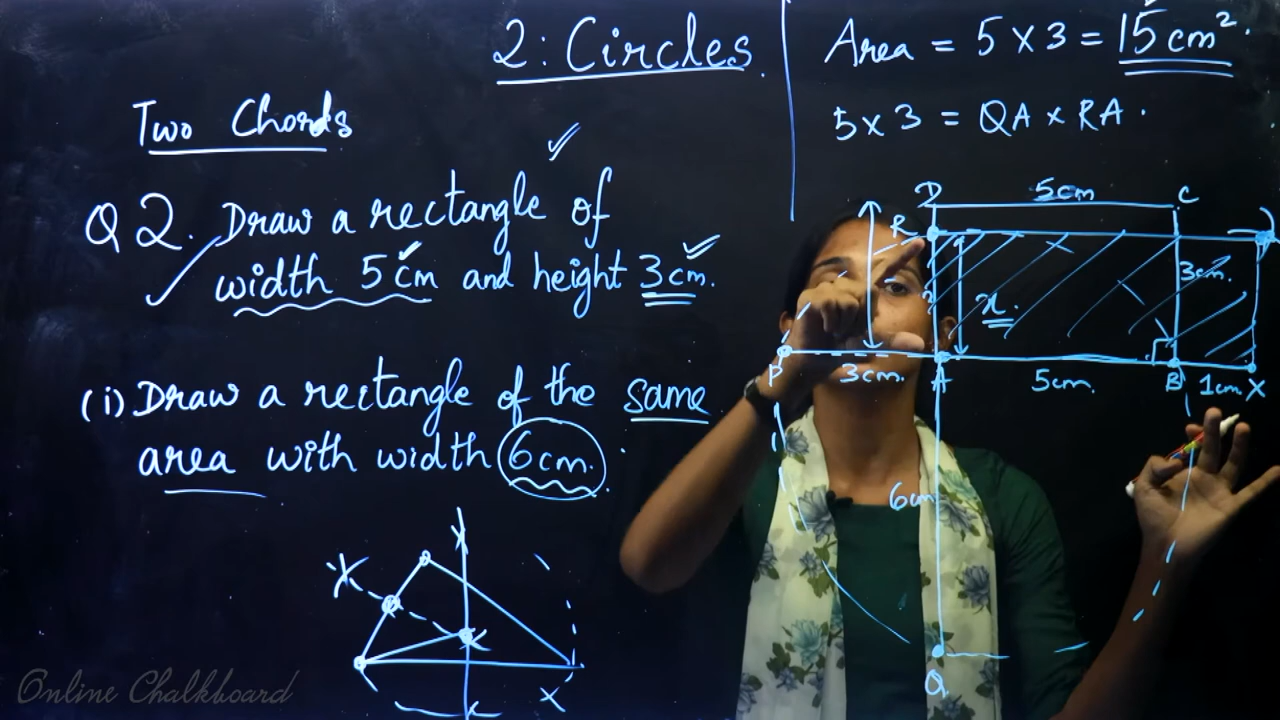 2: Circles.
Two Chords
Q2. Draw a rectangle of
width 5cm and height 3cm.
(i) Draw a rectangle of the same
area with width 6cm.
Area = 5 × 3 = 15 cm².
5 × 3 = QA × RA.
D 5cm C
R
3cm.
x.
P 3cm. A 5cm. B 1cm X
6cm
Q
X
Online Chalkboard